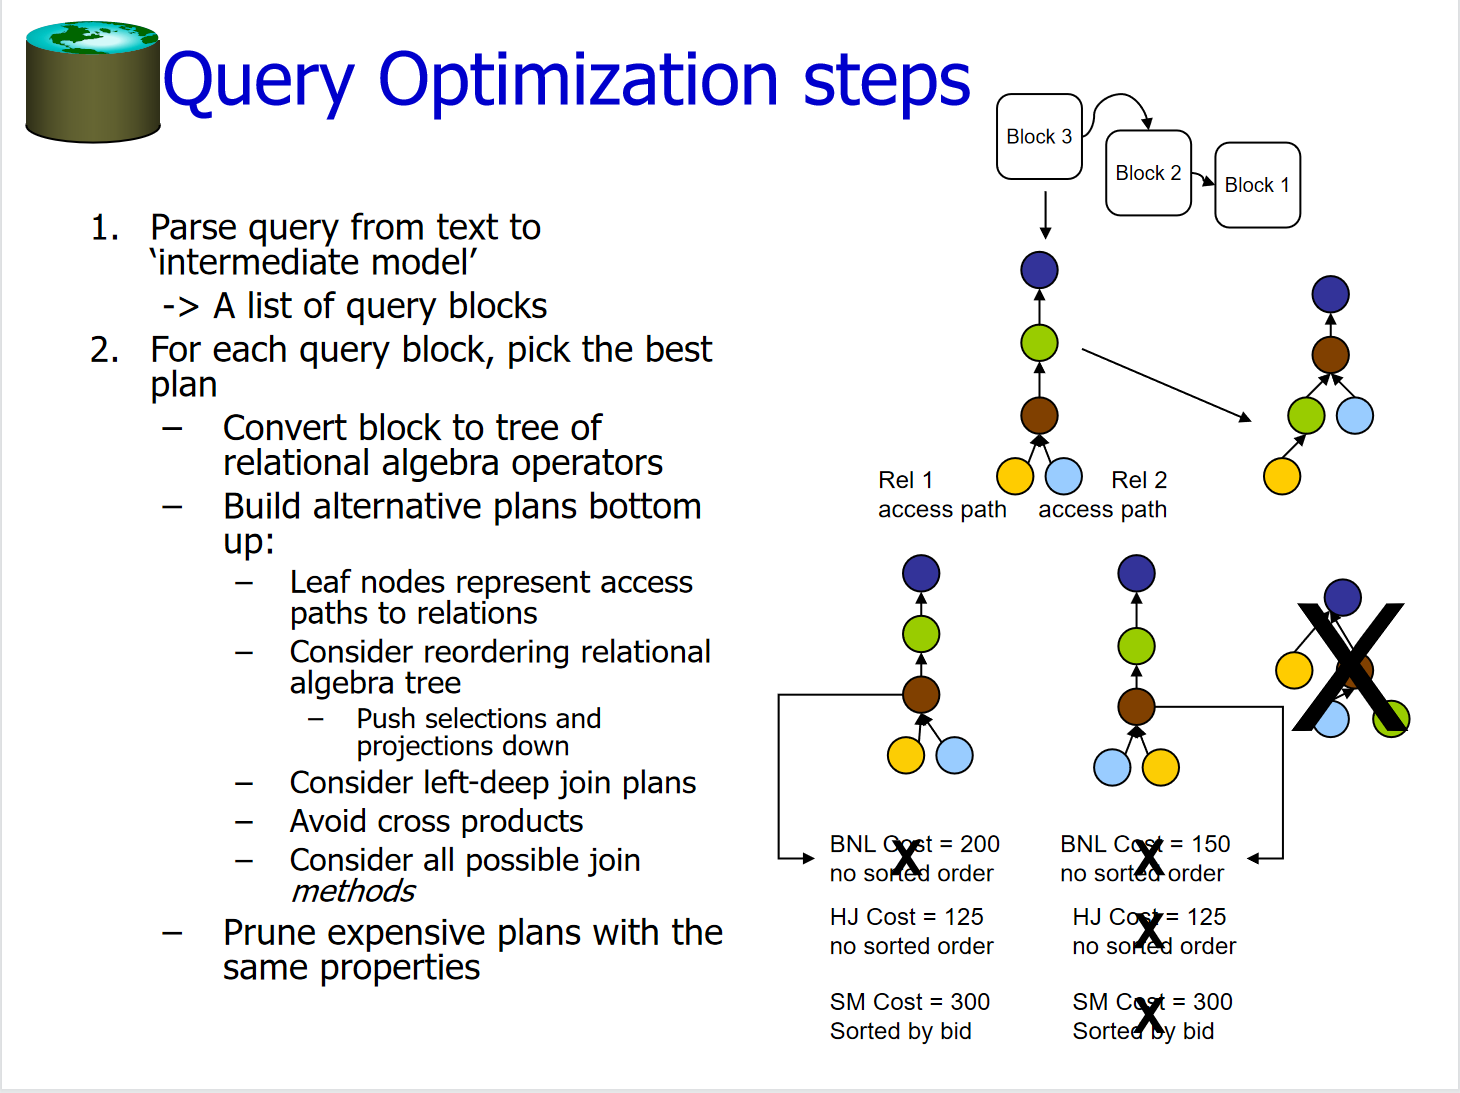 Query Optimization steps
1. Parse query from text to
‘intermediate model’
-> A list of query blocks
2. For each query block, pick the best
plan
– Convert block to tree of
relational algebra operators
– Build alternative plans bottom
up:
– Leaf nodes represent access
paths to relations
– Consider reordering relational
algebra tree
– Push selections and
projections down
– Consider left-deep join plans
– Avoid cross products
– Consider all possible join
methods
– Prune expensive plans with the
same properties
Block 3
Block 2
Block 1
Rel 1
access path
Rel 2
access path
BNL Cost = 200
no sorted order
HJ Cost = 125
no sorted order
SM Cost = 300
Sorted by bid
BNL Cost = 150
no sorted order
HJ Cost = 125
no sorted order
SM Cost = 300
Sorted by bid